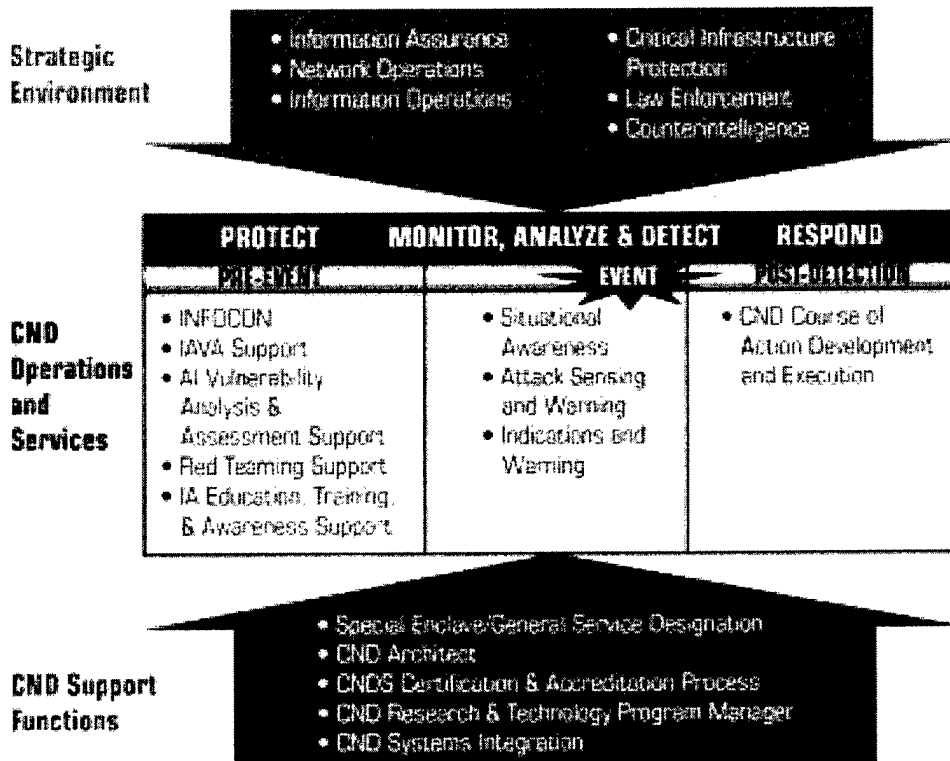 Strategic
Environment
• Information Assurance
• Network Operations
• Information Operations
• Critical Infrastructure
Protection
• Law Enforcement
• Counterintelligence
CND
Operations
and
Services
PROTECT
MONITOR, ANALYZE & DETECT
RESPOND
PRE-EVENT
EVENT
POST-DETECTION
• INFOCON
• IAVA Support
• AI Vulnerability
Analysis &
Assessment Support
• Red Teaming Support
• IA Education, Training,
& Awareness Support
• Situational
Awareness
• Attack Sensing
and Warning
• Indications and
Warning
• CND Course of
Action Development
and Execution
CND Support
Functions
• Special Enclave/General Service Designation
• CND Architect
• CNDS Certification & Accreditation Process
• CND Research & Technology Program Manager
• CND Systems Integration